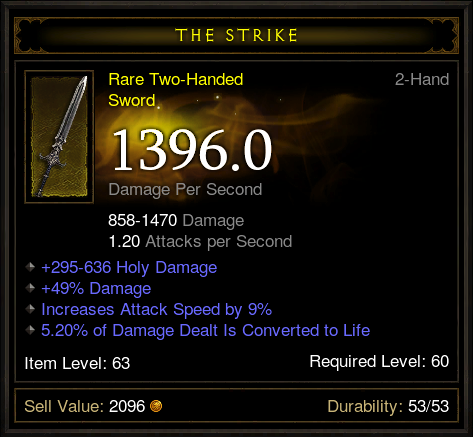 THE STRIKE
Rare Two-Handed 2-Hand
Sword
1396.0
Damage Per Second
858-1470 Damage
1.20 Attacks per Second
+295-636 Holy Damage
+49% Damage
Increases Attack Speed by 9%
5.20% of Damage Dealt Is Converted to Life
Item Level: 63 Required Level: 60
Sell Value: 2096 Durability: 53/53